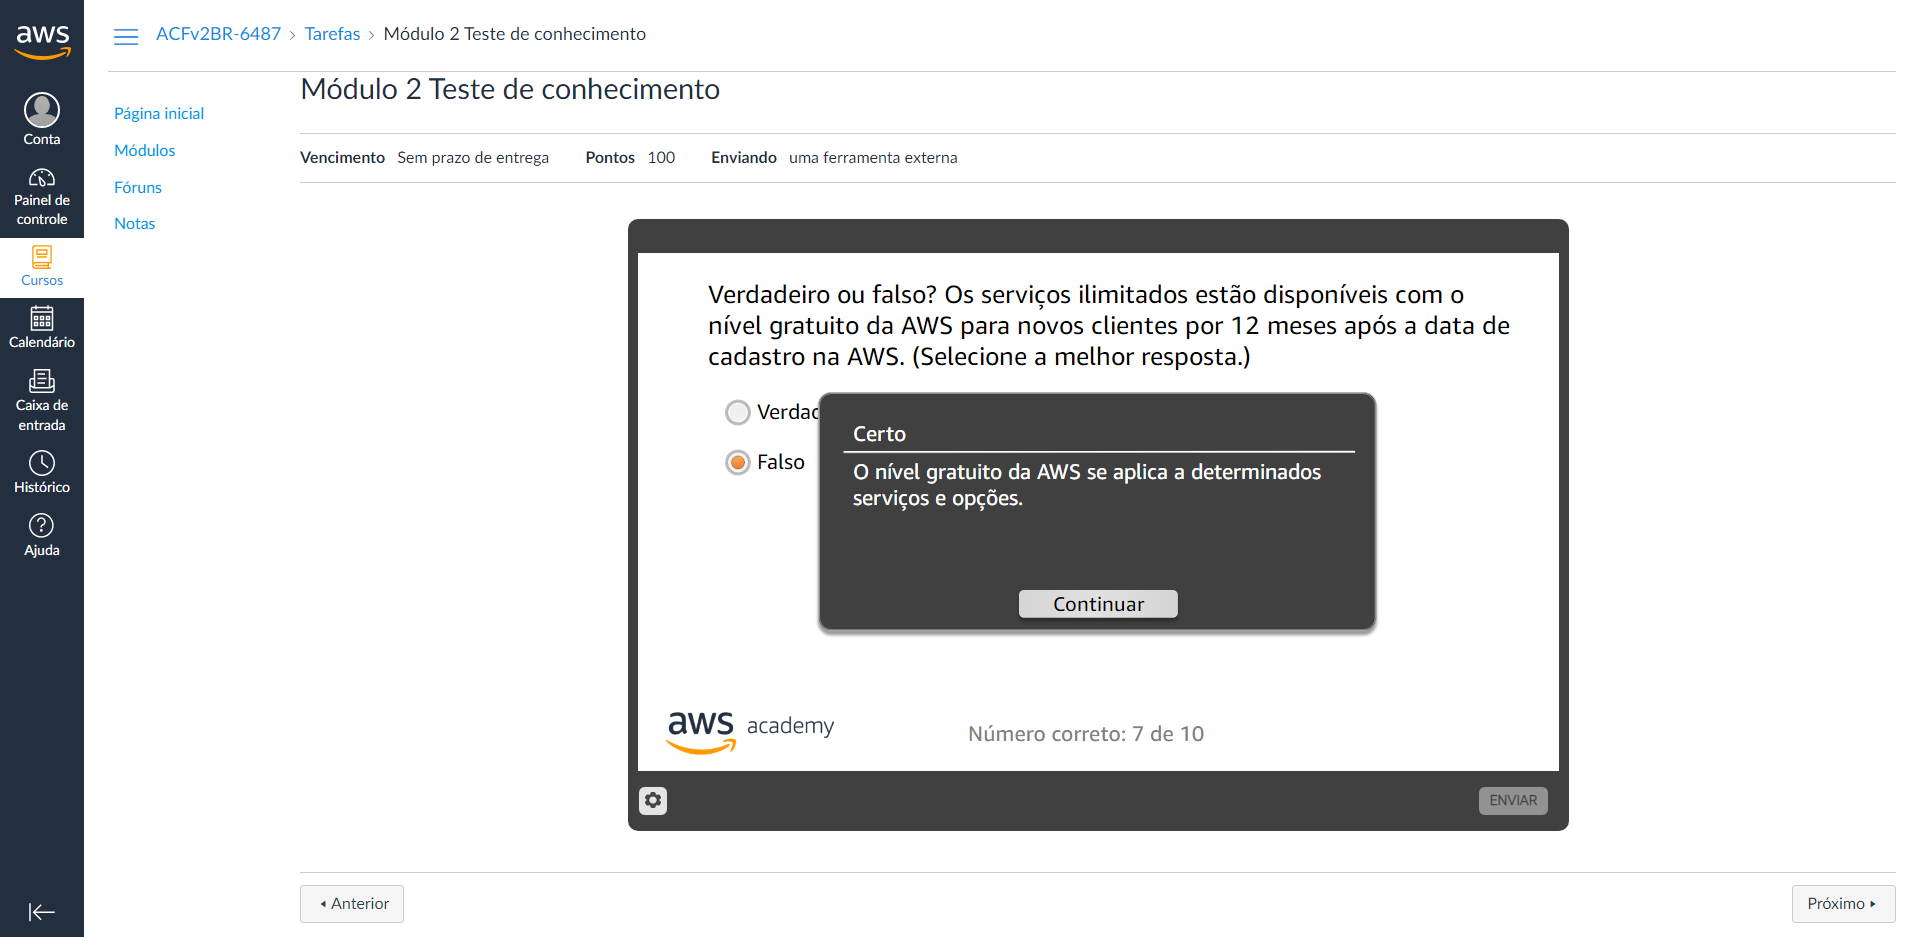 aws
Conta
Painel de
controle
Cursos
Calendário
Caixa de
entrada
Histórico
Ajuda
ACFv2BR-6487 › Tarefas › Módulo 2 Teste de conhecimento
Página inicial
Módulos
Fóruns
Notas
Módulo 2 Teste de conhecimento
Vencimento Sem prazo de entrega Pontos 100 Enviando uma ferramenta externa
Verdadeiro ou falso? Os serviços ilimitados estão disponíveis com o
nível gratuito da AWS para novos clientes por 12 meses após a data de
cadastro na AWS. (Selecione a melhor resposta.)
Verdad
Falso
Certo
O nível gratuito da AWS se aplica a determinados
serviços e opções.
Continuar
aws academy
Número correto: 7 de 10
ENVIAR
Anterior
Próximo